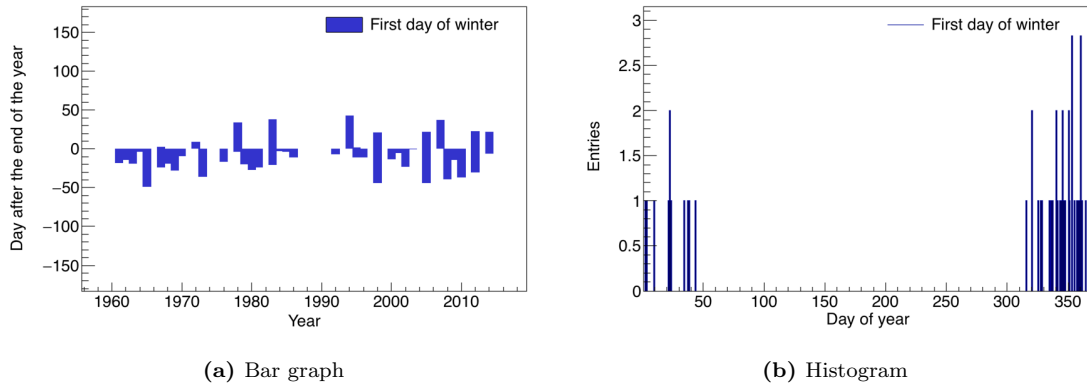 First day of winter
Day after the end of the year
150
100
50
0
−50
−100
−150
1960 1970 1980 1990 2000 2010
Year
(a) Bar graph
First day of winter
Entries
3
2.5
2
1.5
1
0.5
0
50 100 150 200 250 300 350
Day of year
(b) Histogram